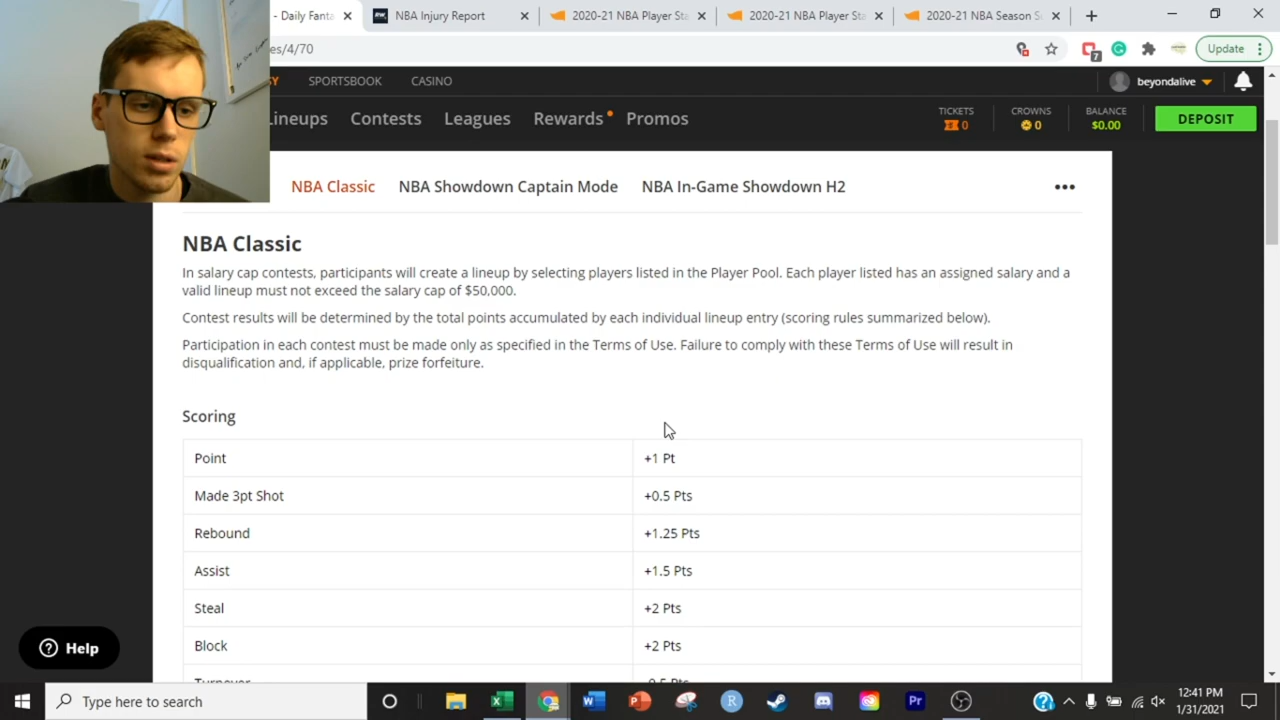 - Daily Fanta
NBA Injury Report
2020-21 NBA Player Sta
2020-21 NBA Player Sta
2020-21 NBA Season S
es/4/70
7
Update
SPORTSBOOK
CASINO
beyondalive
Lineups
Contests
Leagues
Rewards
Promos
TICKETS
0
CROWNS
0
BALANCE
$0.00
DEPOSIT
NBA Classic
NBA Showdown Captain Mode
NBA In-Game Showdown H2
NBA Classic
In salary cap contests, participants will create a lineup by selecting players listed in the Player Pool. Each player listed has an assigned salary and a
valid lineup must not exceed the salary cap of $50,000.
Contest results will be determined by the total points accumulated by each individual lineup entry (scoring rules summarized below).
Participation in each contest must be made only as specified in the Terms of Use. Failure to comply with these Terms of Use will result in
disqualification and, if applicable, prize forfeiture.
Scoring
Point +1 Pt
Made 3pt Shot +0.5 Pts
Rebound +1.25 Pts
Assist +1.5 Pts
Steal +2 Pts
Block +2 Pts
Turnover -0.5 Pts
Help
Type here to search
12:41 PM
1/31/2021